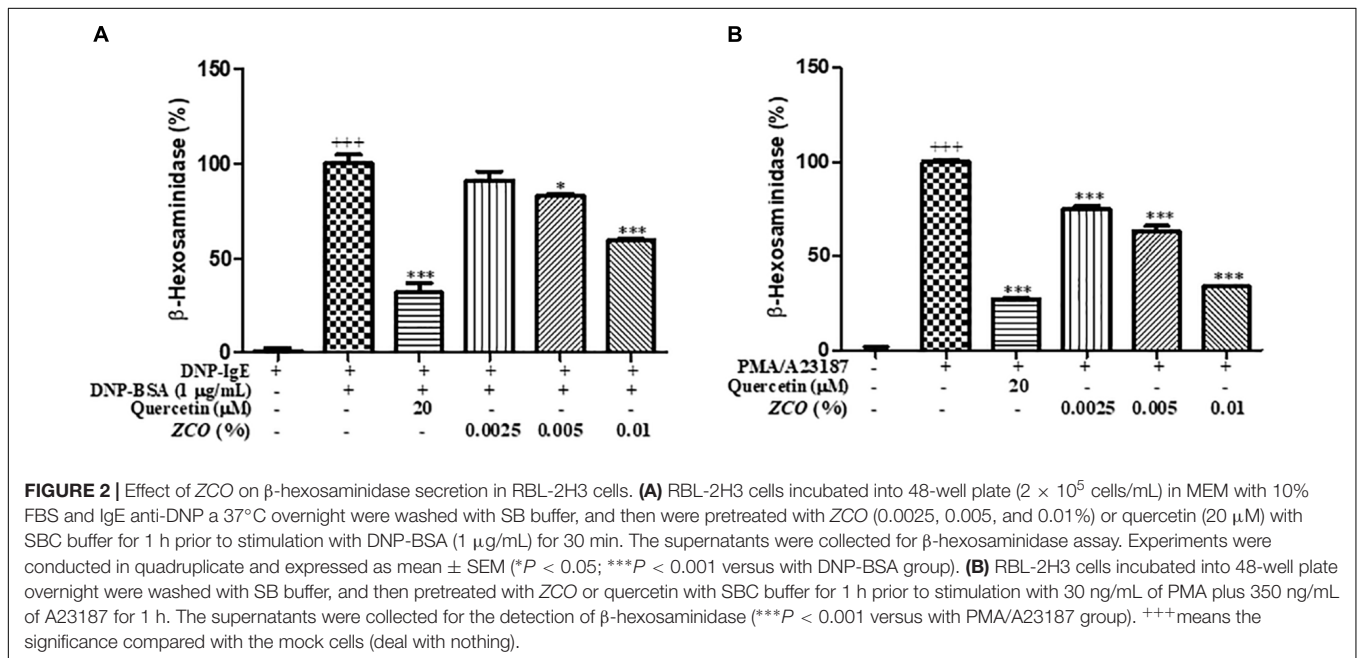 A
β-Hexosaminidase (%)
150
100
50
0
+++
***
*
***
DNP-IgE + + + + + +
DNP-BSA (1 μg/mL) - + + + + +
Quercetin (μM) - - 20 - - -
ZCO (%) - - - 0.0025 0.005 0.01
B
β-Hexosaminidase (%)
150
100
50
0
+++
***
***
***
***
PMA/A23187 - + + + + +
Quercetin (μM) - - 20 - - -
ZCO (%) - - - 0.0025 0.005 0.01
FIGURE 2 | Effect of ZCO on β-hexosaminidase secretion in RBL-2H3 cells. (A) RBL-2H3 cells incubated into 48-well plate (2 × 10⁵ cells/mL) in MEM with 10%
FBS and IgE anti-DNP a 37°C overnight were washed with SB buffer, and then were pretreated with ZCO (0.0025, 0.005, and 0.01%) or quercetin (20 μM) with
SBC buffer for 1 h prior to stimulation with DNP-BSA (1 μg/mL) for 30 min. The supernatants were collected for β-hexosaminidase assay. Experiments were
conducted in quadruplicate and expressed as mean ± SEM (*P < 0.05; ***P < 0.001 versus with DNP-BSA group). (B) RBL-2H3 cells incubated into 48-well plate
overnight were washed with SB buffer, and then pretreated with ZCO or quercetin with SBC buffer for 1 h prior to stimulation with 30 ng/mL of PMA plus 350 ng/mL
of A23187 for 1 h. The supernatants were collected for the detection of β-hexosaminidase (***P < 0.001 versus with PMA/A23187 group). +++means the
significance compared with the mock cells (deal with nothing).